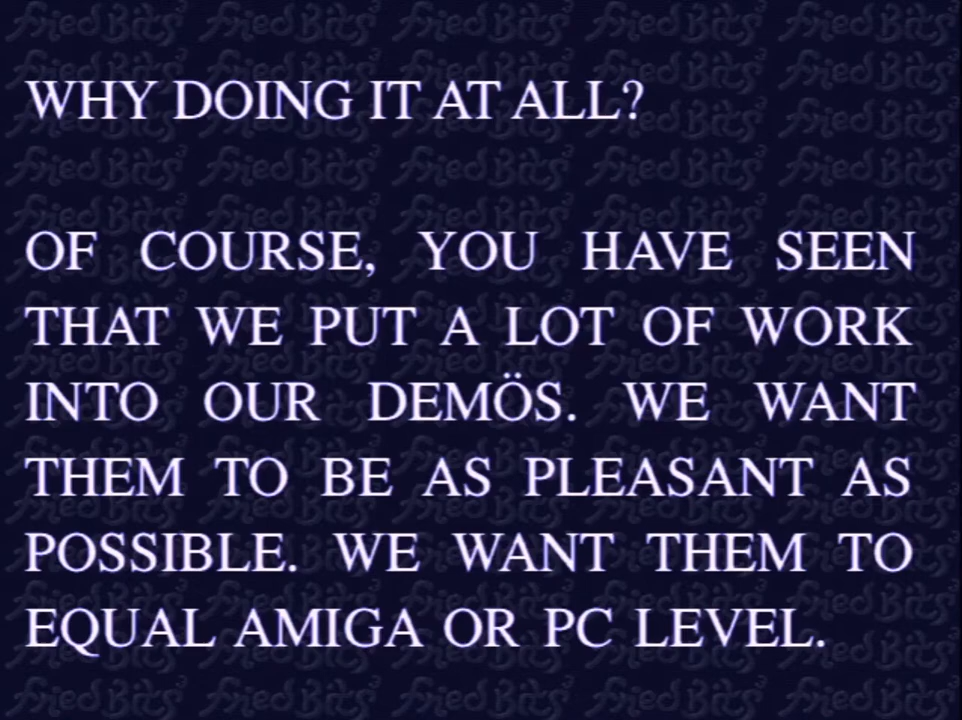 WHY DOING IT AT ALL?
OF COURSE, YOU HAVE SEEN
THAT WE PUT A LOT OF WORK
INTO OUR DEMÖS. WE WANT
THEM TO BE AS PLEASANT AS
POSSIBLE. WE WANT THEM TO
EQUAL AMIGA OR PC LEVEL.